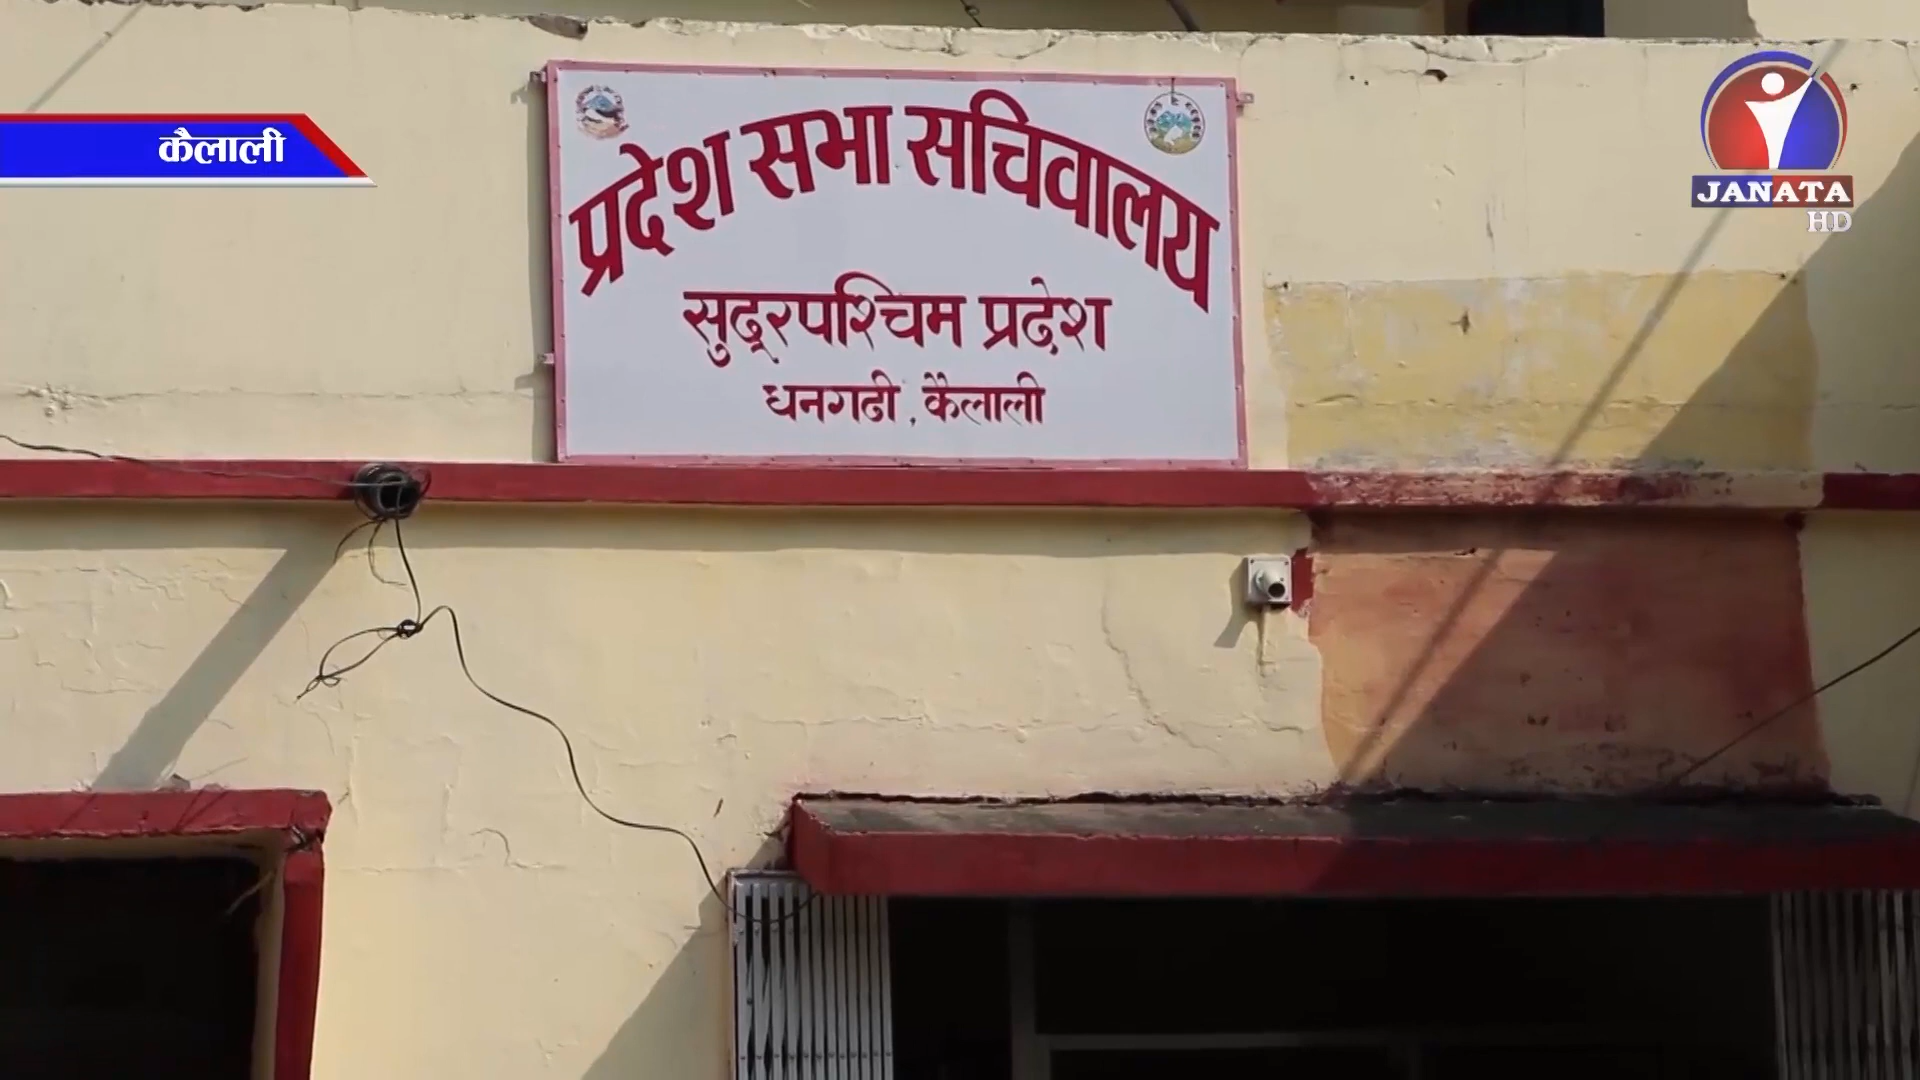 कैलाली
प्रदेश सभा सचिवालय
सुदूरपश्चिम प्रदेश
धनगढी, कैलाली
JANATA
HD